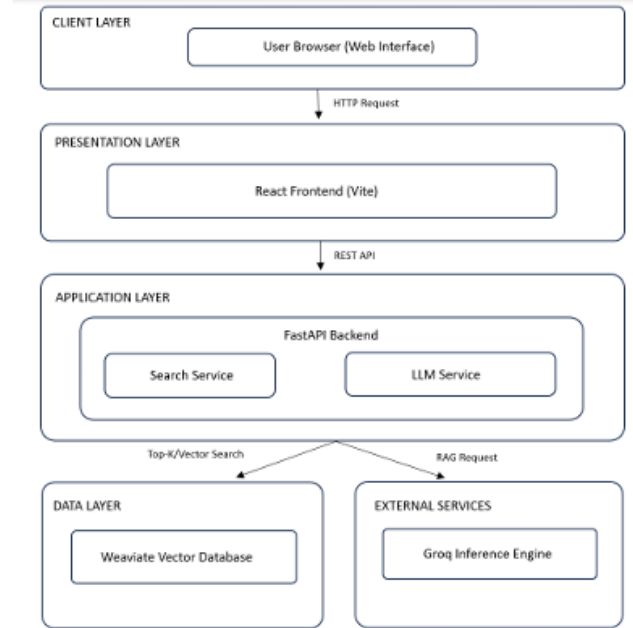 CLIENT LAYER
User Browser (Web Interface)
HTTP Request
PRESENTATION LAYER
React Frontend (Vite)
REST API
APPLICATION LAYER
FastAPI Backend
Search Service
LLM Service
Top-K/Vector Search
RAG Request
DATA LAYER
EXTERNAL SERVICES
Weaviate Vector Database
Groq Inference Engine